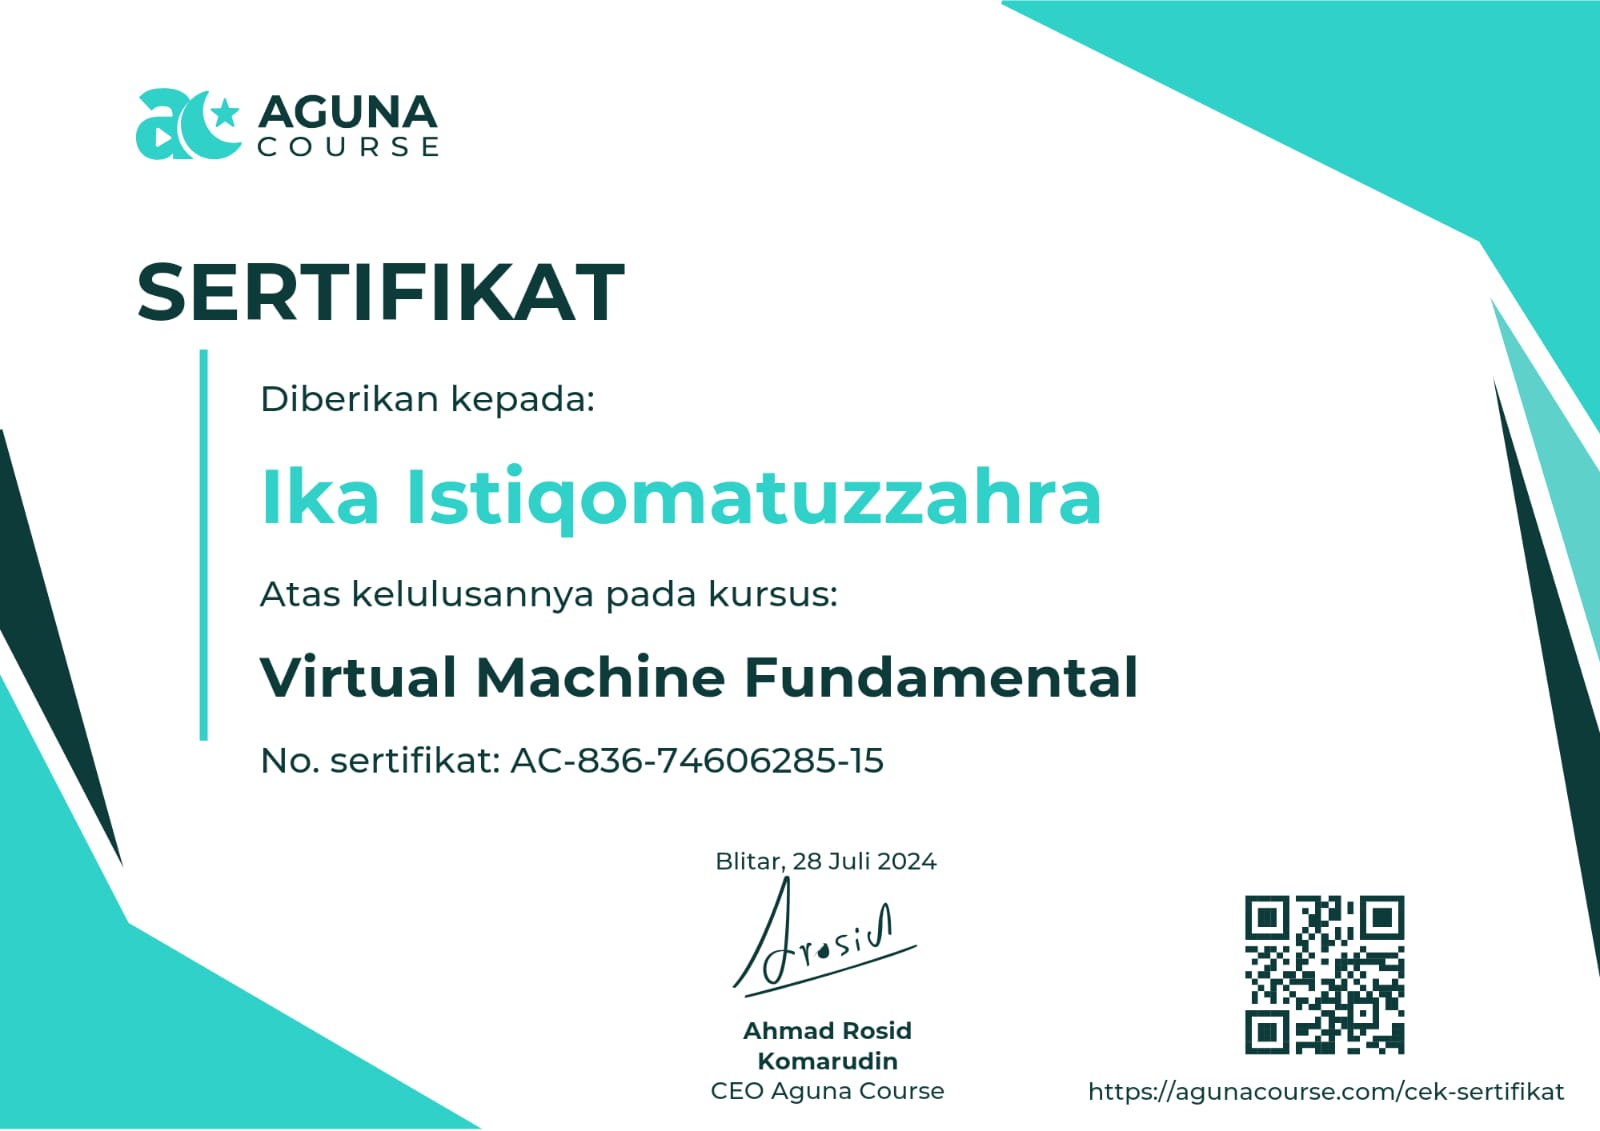 AGUNA
COURSE
SERTIFIKAT
Diberikan kepada:
Ika Istiqomatuzzahra
Atas kelulusannya pada kursus:
Virtual Machine Fundamental
No. sertifikat: AC-836-74606285-15
Blitar, 28 Juli 2024
Arosid
Ahmad Rosid
Komarudin
CEO Aguna Course
https://agunacourse.com/cek-sertifikat